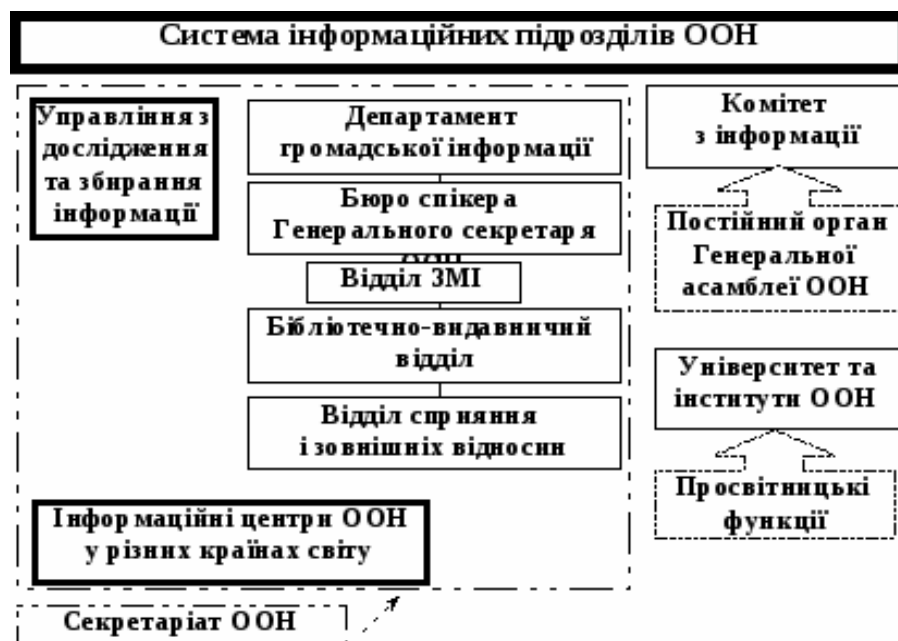 Система інформаційних підрозділів ООН
Управління з
дослідження
та збирання
інформації
Департамент
громадської інформації
Бюро спікера
Генерального секретаря
ООН
Відділ ЗМІ
Бібліотечно-видавничий
відділ
Відділ сприяння
і зовнішніх відносин
Інформаційні центри ООН
у різних країнах світу
Секретаріат ООН
Комітет
з інформації
Постійний орган
Генеральної
асамблеї ООН
Університет та
інститути ООН
Просвітницькі
функції